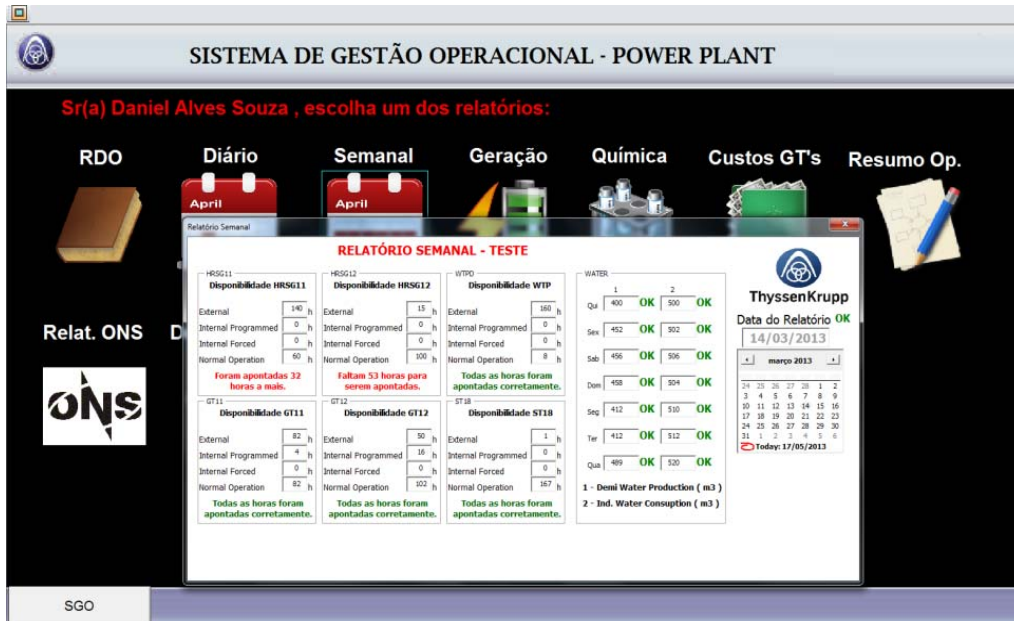 SISTEMA DE GESTÃO OPERACIONAL - POWER PLANT
Sr(a) Daniel Alves Souza , escolha um dos relatórios:
RDO
Diário
Semanal
Geração
Química
Custos GT's
Resumo Op.
April
April
Relat. ONS
D
ONS
Relatório Semanal
RELATÓRIO SEMANAL - TESTE
HRSG11
Disponibilidade HRSG11
External 140 h
Internal Programmed 0 h
Internal Forced 0 h
Normal Operation 60 h
Foram apontadas 32
horas a mais.
HRSG12
Disponibilidade HRSG12
External 15 h
Internal Programmed 0 h
Internal Forced 0 h
Normal Operation 100 h
Faltam 53 horas para
serem apontadas.
WTPD
Disponibilidade WTP
External 160 h
Internal Programmed 0 h
Internal Forced 0 h
Normal Operation 8 h
Todas as horas foram
apontadas corretamente.
GT11
Disponibilidade GT11
External 82 h
Internal Programmed 4 h
Internal Forced 0 h
Normal Operation 82 h
Todas as horas foram
apontadas corretamente.
GT12
Disponibilidade GT12
External 50 h
Internal Programmed 16 h
Internal Forced 0 h
Normal Operation 102 h
Todas as horas foram
apontadas corretamente.
ST18
Disponibilidade ST18
External 1 h
Internal Programmed 0 h
Internal Forced 0 h
Normal Operation 167 h
Todas as horas foram
apontadas corretamente.
WATER
1 2
Qui 400 OK 500 OK
Sex 452 OK 502 OK
Sab 456 OK 506 OK
Dom 458 OK 504 OK
Seg 412 OK 510 OK
Ter 412 OK 512 OK
Qua 489 OK 520 OK
1 - Demi Water Production ( m3 )
2 - Ind. Water Consuption ( m3 )
ThyssenKrupp
Data do Relatório OK
14/03/2013
março 2013
24 25 26 27 28 1 2
3 4 5 6 7 8 9
10 11 12 13 14 15 16
17 18 19 20 21 22 23
24 25 26 27 28 29 30
31 1 2 3 4 5 6
Today: 17/05/2013
SGO